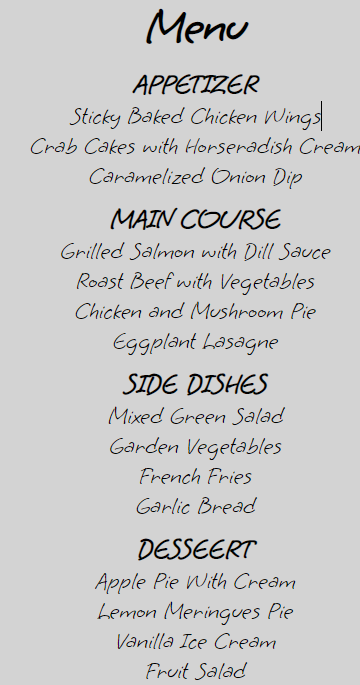 Menu
APPETIZER
Sticky Baked Chicken Wings
Crab Cakes with Horseradish Cream
Caramelized Onion Dip
MAIN COURSE
Grilled Salmon with Dill Sauce
Roast Beef with Vegetables
Chicken and Mushroom Pie
Eggplant Lasagne
SIDE DISHES
Mixed Green Salad
Garden Vegetables
French Fries
Garlic Bread
DESSEERT
Apple Pie With Cream
Lemon Meringues Pie
Vanilla Ice Cream
Fruit Salad